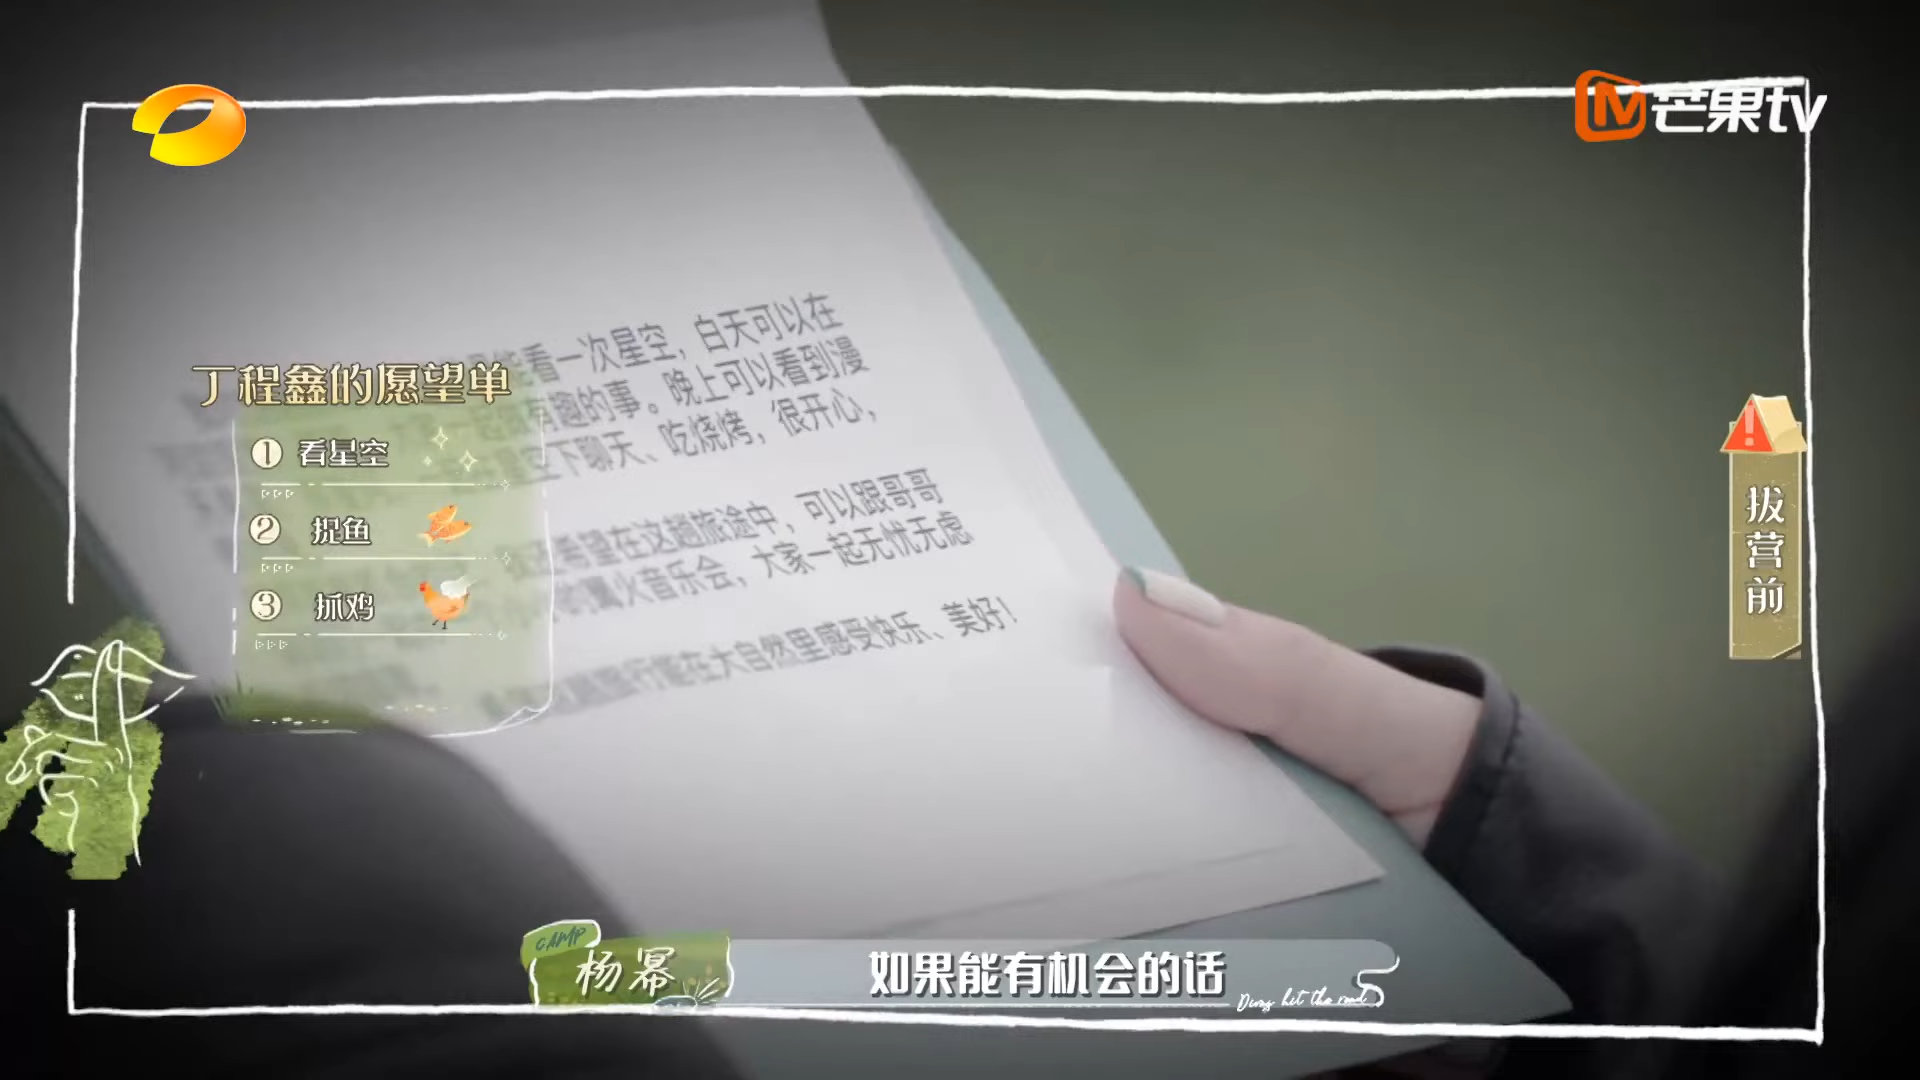 芒果tv
看一次星空，白天可以在
有趣的事。晚上可以看到漫
下聊天、吃烧烤，很开心，
希望在这趟旅途中，可以跟哥哥
篝火音乐会，大家一起无忧无虑
旅行能在大自然里感受快乐、美好！
丁程鑫的愿望单
① 看星空
② 捉鱼
③ 抓鸡
拔营前
CAMP
杨幂
如果能有机会的话